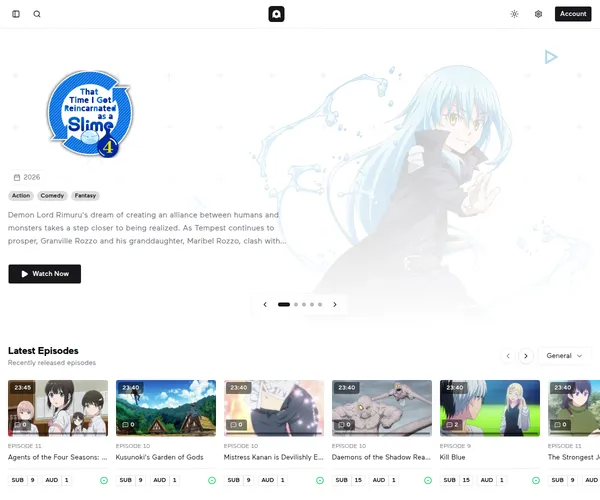 Account
That
Time I Got
Reincarnated
as a
Slime
4
2026
Action Comedy Fantasy
Demon Lord Rimuru's dream of creating an alliance between humans and
monsters takes a step closer to being realized. As Tempest continues to
prosper, Granville Rozzo and his granddaughter, Maribel Rozzo, clash with...
Watch Now
Latest Episodes
Recently released episodes
General
23:45 23:40 23:40 23:40 23:40 23:40
0 0 0 0 2 0
EPISODE 11 EPISODE 10 EPISODE 10 EPISODE 10 EPISODE 9 EPISODE 11
Agents of the Four Seasons: ... Kusunoki's Garden of Gods Mistress Kanan is Devilishly E... Daemons of the Shadow Rea... Kill Blue The Strongest J
SUB 9 AUD 1 SUB 9 AUD 1 SUB 9 AUD 1 SUB 15 AUD 1 SUB 15 AUD 1 SUB 9 AUD